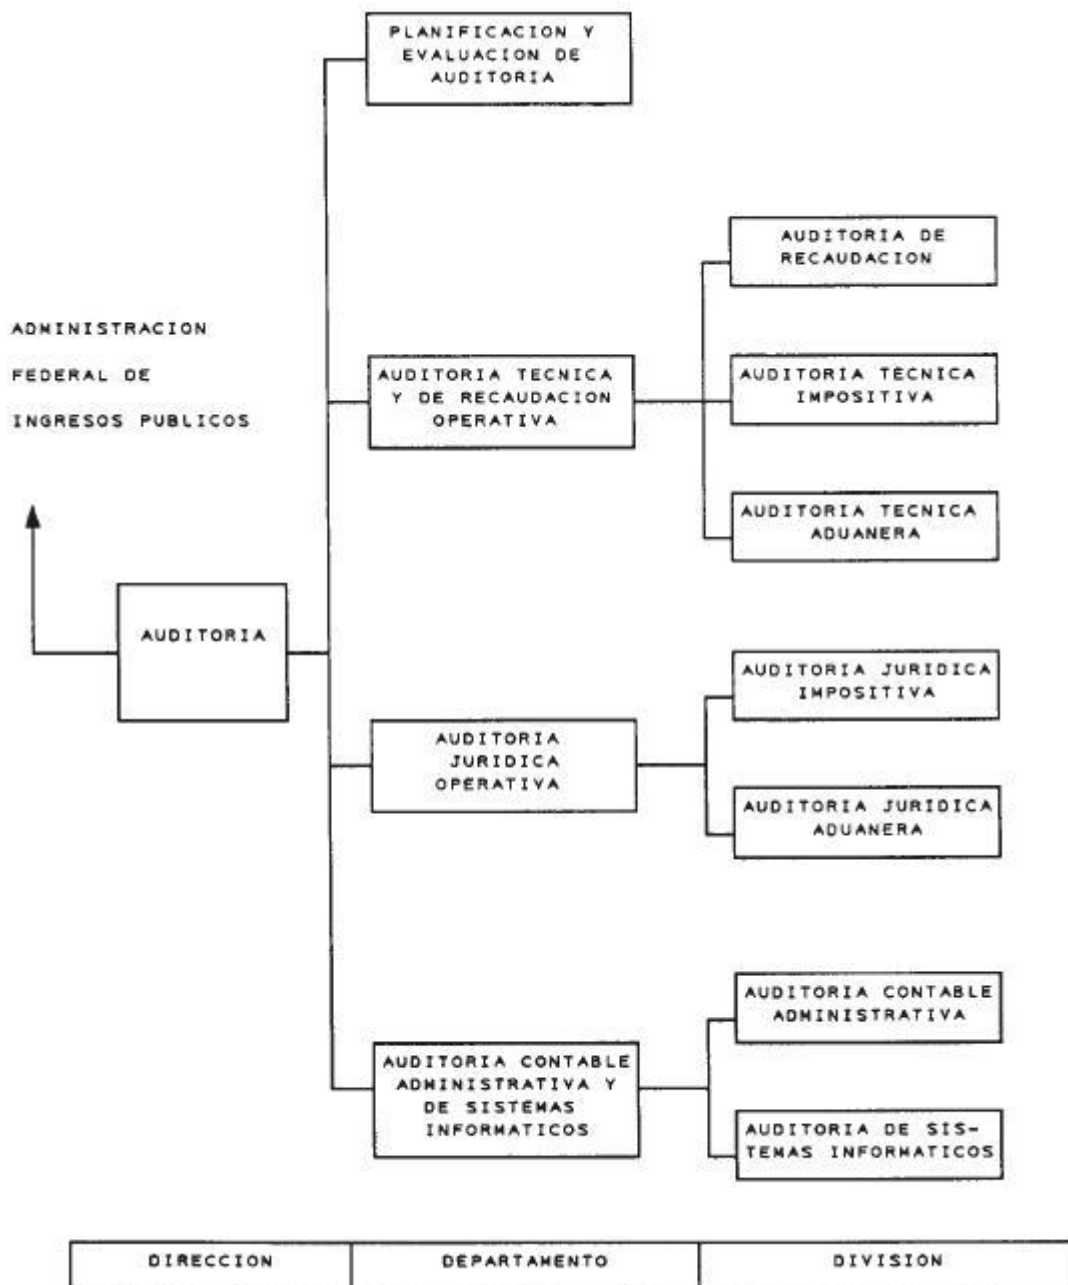 PLANIFICACION Y
EVALUACION DE
AUDITORIA
AUDITORIA DE
RECAUDACION
ADMINISTRACION
FEDERAL DE
INGRESOS PUBLICOS
AUDITORIA TECNICA
Y DE RECAUDACION
OPERATIVA
AUDITORIA TECNICA
IMPOSITIVA
AUDITORIA TECNICA
ADUANERA
AUDITORIA
AUDITORIA JURIDICA
IMPOSITIVA
AUDITORIA
JURIDICA
OPERATIVA
AUDITORIA JURIDICA
ADUANERA
AUDITORIA CONTABLE
ADMINISTRATIVA
AUDITORIA CONTABLE
ADMINISTRATIVA Y
DE SISTEMAS
INFORMATICOS
AUDITORIA DE SIS-
TEMAS INFORMATICOS
DIRECCION DEPARTAMENTO DIVISION